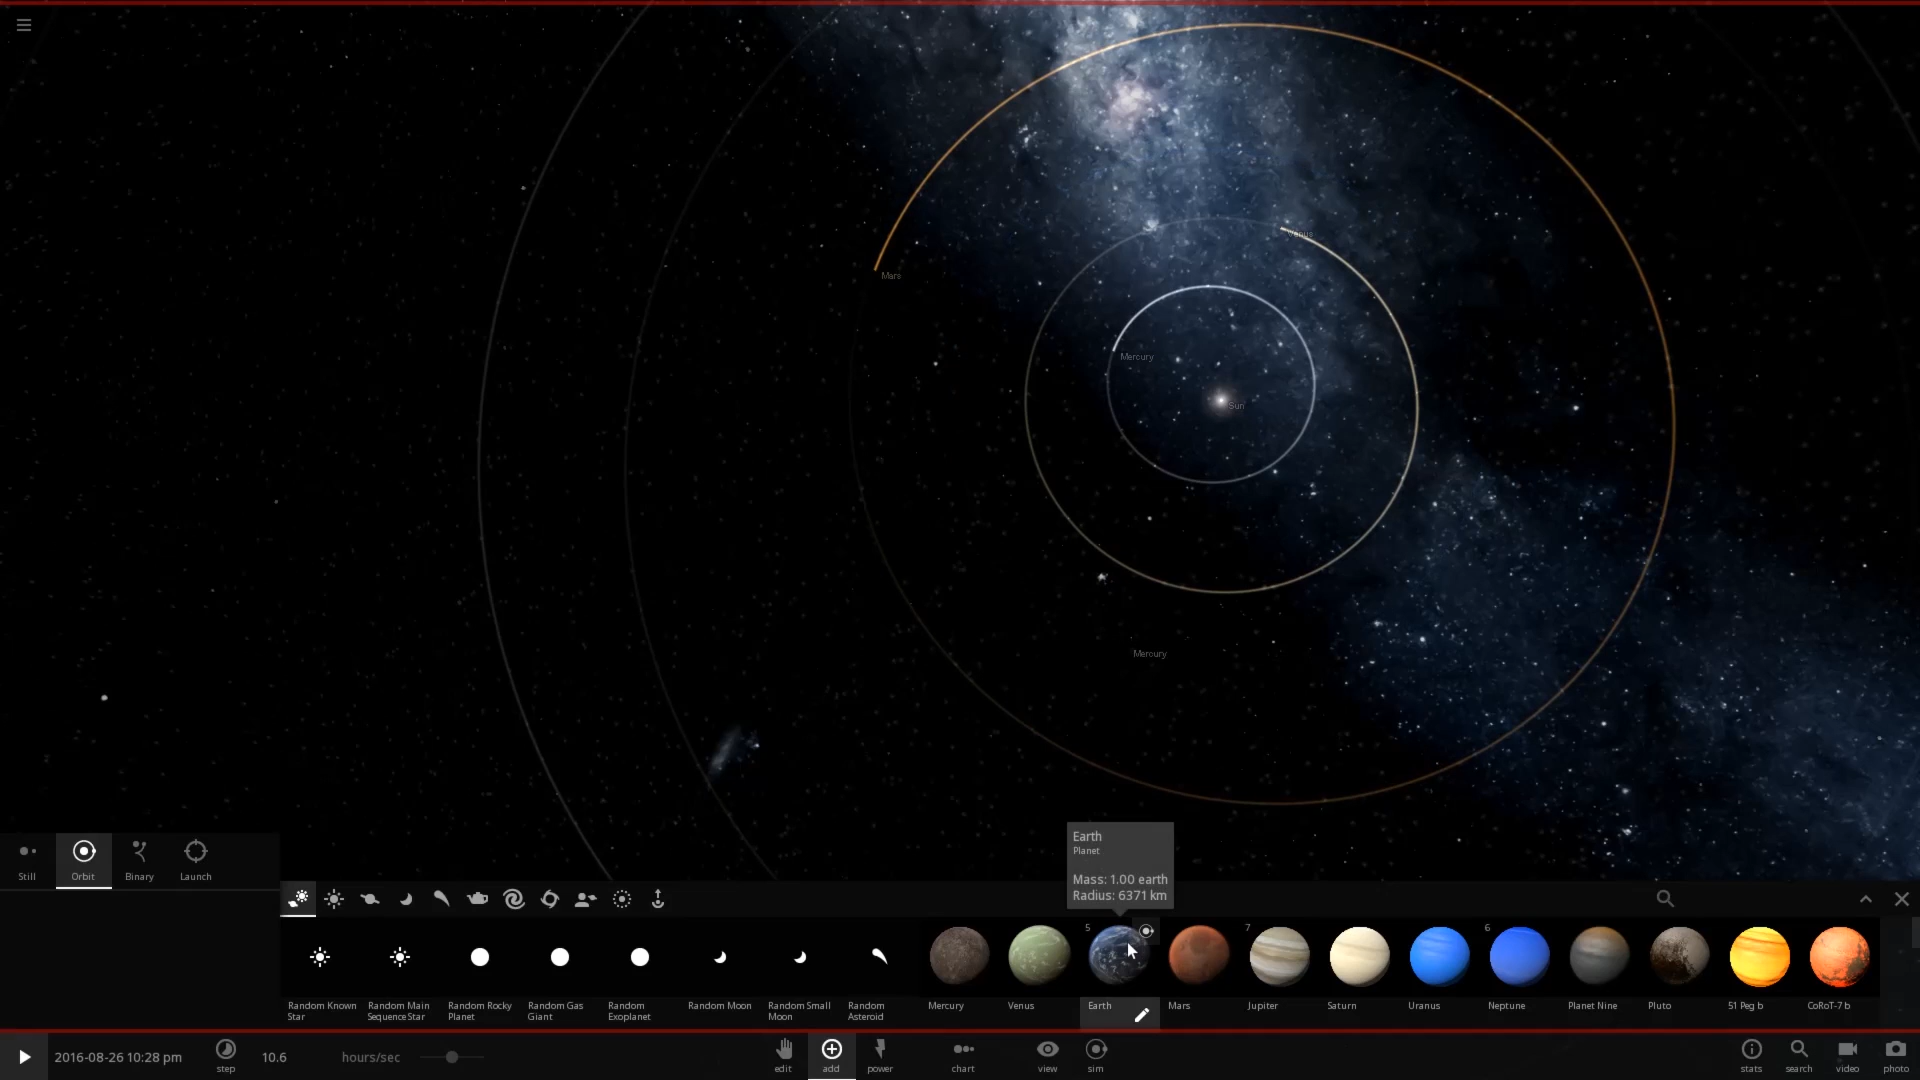 Venus
Mars
Mercury
Sun
Mercury
Earth
Planet
Mass: 1.00 earth
Radius: 6371 km
Still
Orbit
Binary
Launch
5
7
6
Random Known
Star
Random Main
Sequence Star
Random Rocky
Planet
Random Gas
Giant
Random
Exoplanet
Random Moon
Random Small
Moon
Random
Asteroid
Mercury
Venus
Earth
Mars
Jupiter
Saturn
Uranus
Neptune
Planet Nine
Pluto
51 Peg b
CoRoT-7 b
2016-08-26 10:28 pm
step
10.6
hours/sec
edit
add
power
chart
view
sim
stats
search
video
photo